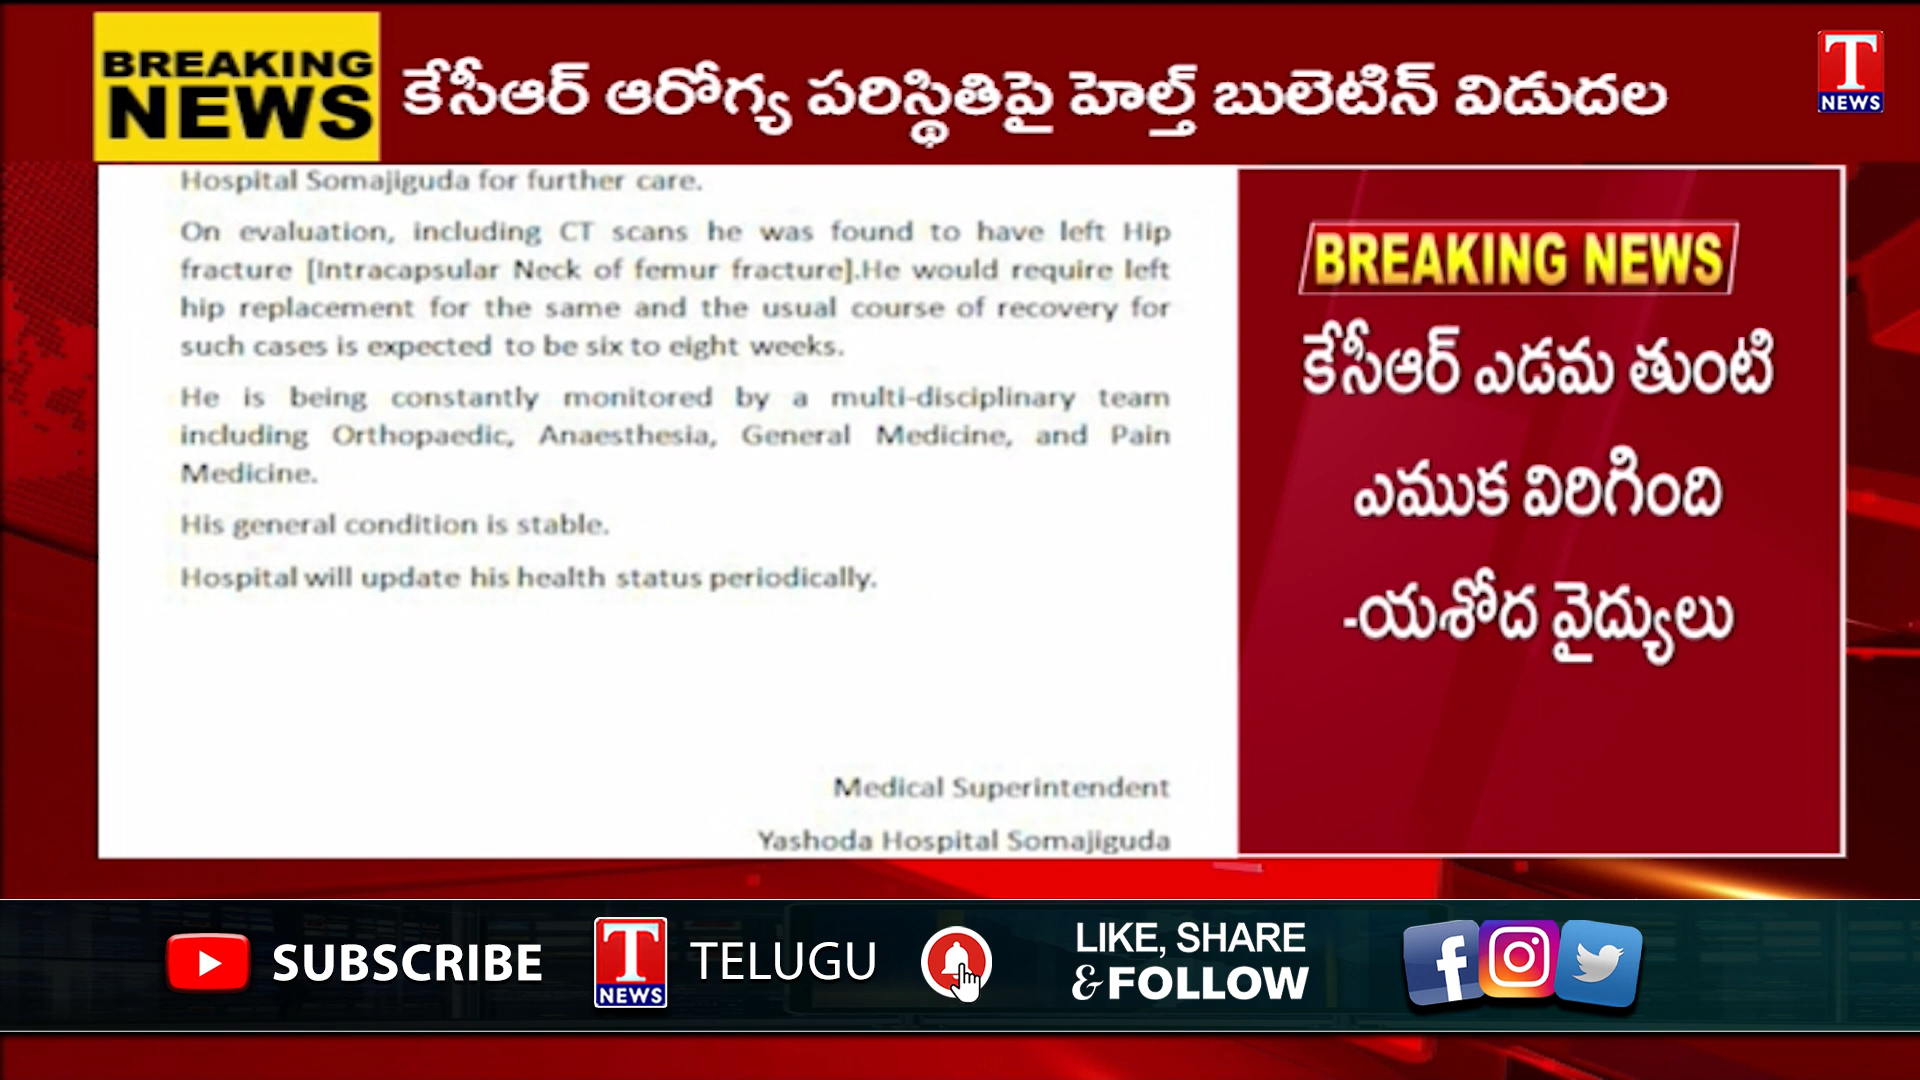 BREAKING
NEWS
కేసీఆర్ ఆరోగ్య పరిస్థితిపై హెల్త్ బులెటిన్ విడుదల
T
NEWS
Hospital Somajiguda for further care.
On evaluation, including CT scans he was found to have left Hip
fracture [Intracapsular Neck of femur fracture].He would require left
hip replacement for the same and the usual course of recovery for
such cases is expected to be six to eight weeks.
He is being constantly monitored by a multi-disciplinary team
including Orthopaedic, Anaesthesia, General Medicine, and Pain
Medicine.
His general condition is stable.
Hospital will update his health status periodically.
Medical Superintendent
Yashoda Hospital Somajiguda
BREAKING NEWS
కేసీఆర్ ఎడమ తుంటి
ఎముక విరిగింది
-యశోద వైద్యులు
SUBSCRIBE
T
NEWS
TELUGU
LIKE, SHARE
&FOLLOW